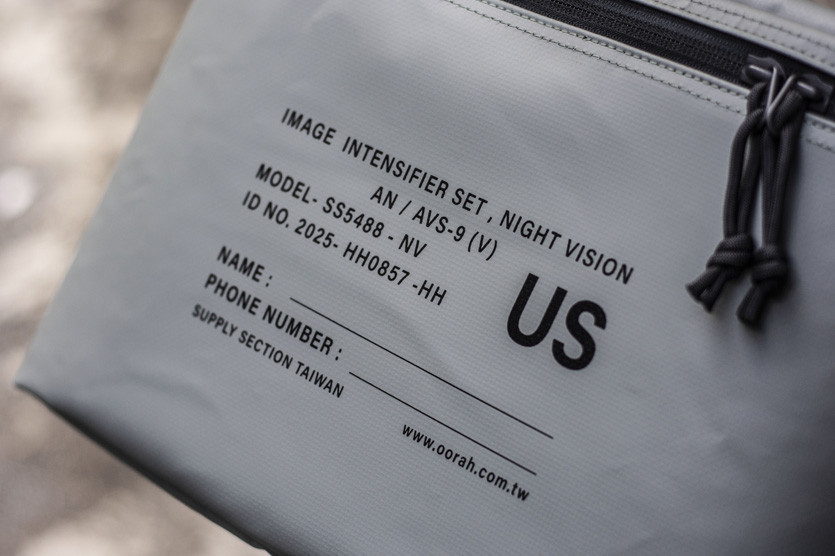 IMAGE INTENSIFIER SET , NIGHT VISION
AN / AVS-9 (V)
MODEL- SS5488 - NV
ID NO. 2025- HH0857 -HH
US
NAME :
PHONE NUMBER :
SUPPLY SECTION TAIWAN
www.oorah.com.tw